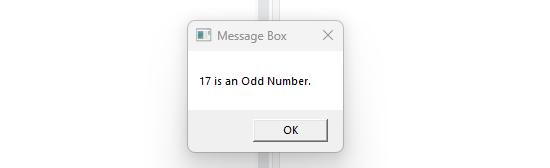 Message Box
17 is an Odd Number.
OK